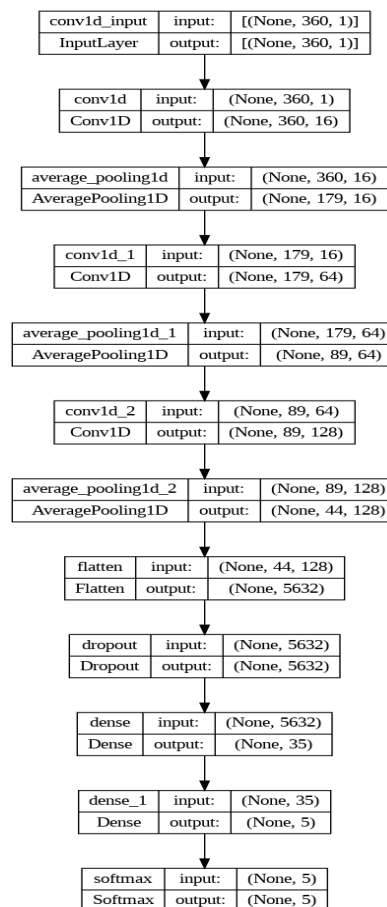 conv1d_input input: [(None, 360, 1)]
InputLayer output: [(None, 360, 1)]
conv1d input: (None, 360, 1)
Conv1D output: (None, 360, 16)
average_pooling1d input: (None, 360, 16)
AveragePooling1D output: (None, 179, 16)
conv1d_1 input: (None, 179, 16)
Conv1D output: (None, 179, 64)
average_pooling1d_1 input: (None, 179, 64)
AveragePooling1D output: (None, 89, 64)
conv1d_2 input: (None, 89, 64)
Conv1D output: (None, 89, 128)
average_pooling1d_2 input: (None, 89, 128)
AveragePooling1D output: (None, 44, 128)
flatten input: (None, 44, 128)
Flatten output: (None, 5632)
dropout input: (None, 5632)
Dropout output: (None, 5632)
dense input: (None, 5632)
Dense output: (None, 35)
dense_1 input: (None, 35)
Dense output: (None, 5)
softmax input: (None, 5)
Softmax output: (None, 5)